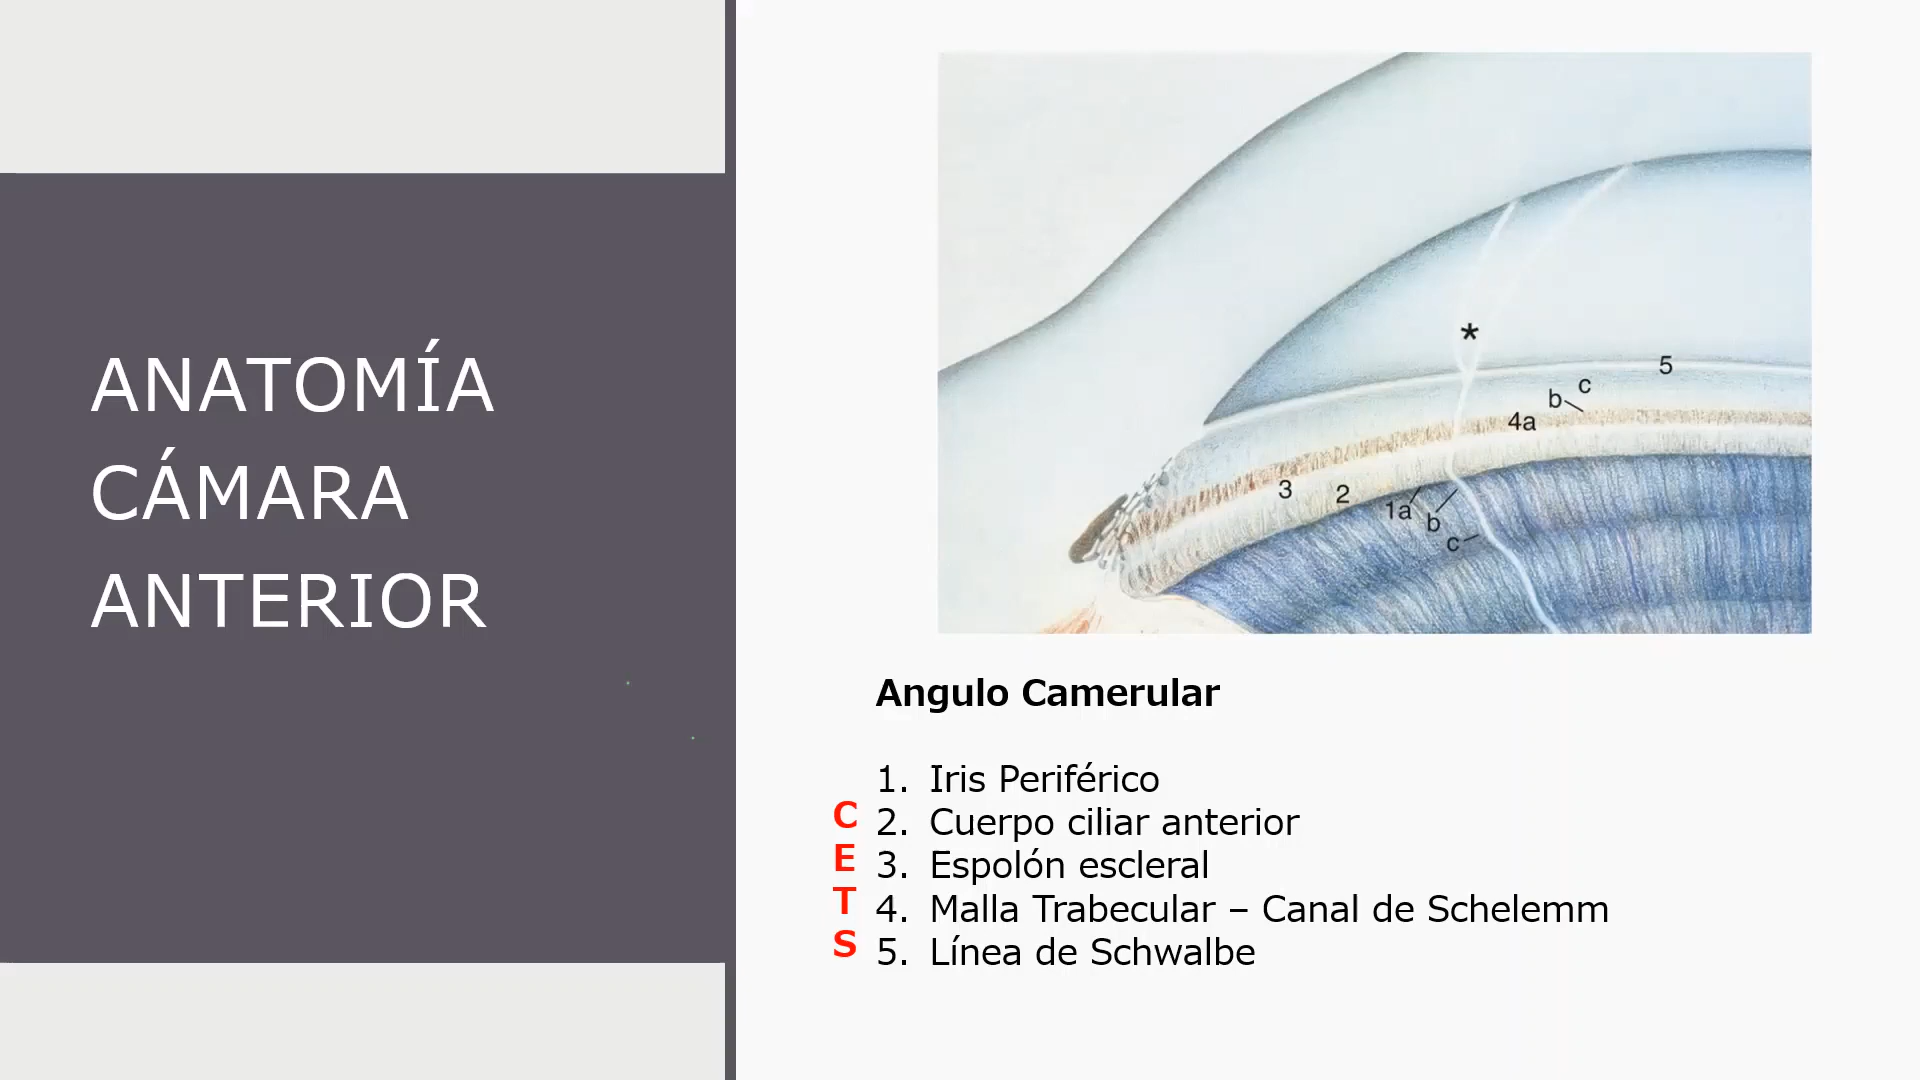 ANATOMÍA
CÁMARA
ANTERIOR
*
5
c
b
4a
3
2
1a
b
c
Angulo Camerular
1. Iris Periférico
C 2. Cuerpo ciliar anterior
E 3. Espolón escleral
T 4. Malla Trabecular – Canal de Schelemm
S 5. Línea de Schwalbe